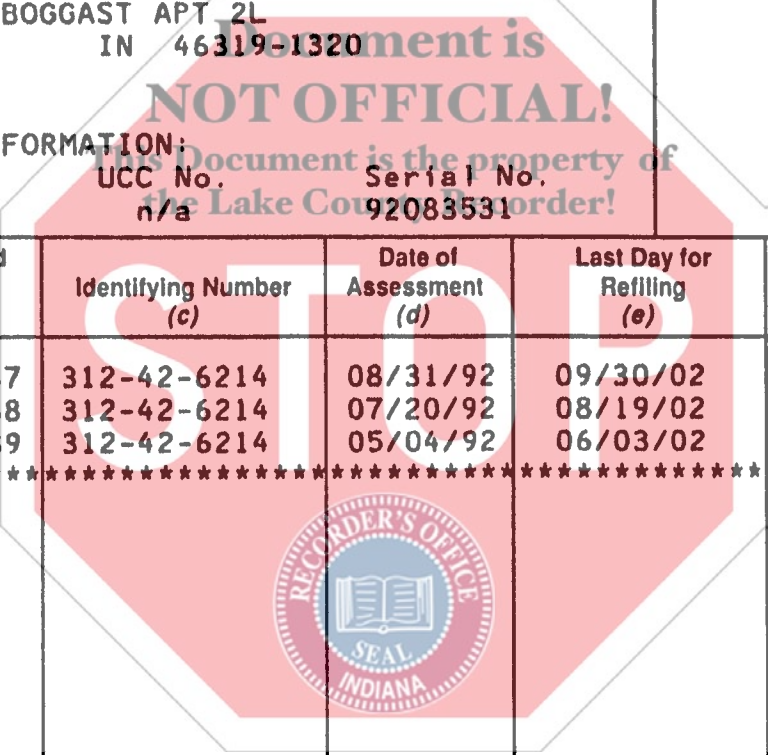 BOGGAST APT 2L
Document is
IN 46319-1320
NOT OFFICIAL!
FORMATION:
This Document is the property of
UCC No. Serial No.
the Lake County Recorder!
n/a 92083531
d Identifying Number (c) Date of Assessment (d) Last Day for Refiling (e)
7 312-42-6214 08/31/92 09/30/02
8 312-42-6214 07/20/92 08/19/02
9 312-42-6214 05/04/92 06/03/02
*********************************************
STOP
RECORDER'S OFFICE
SEAL
INDIANA